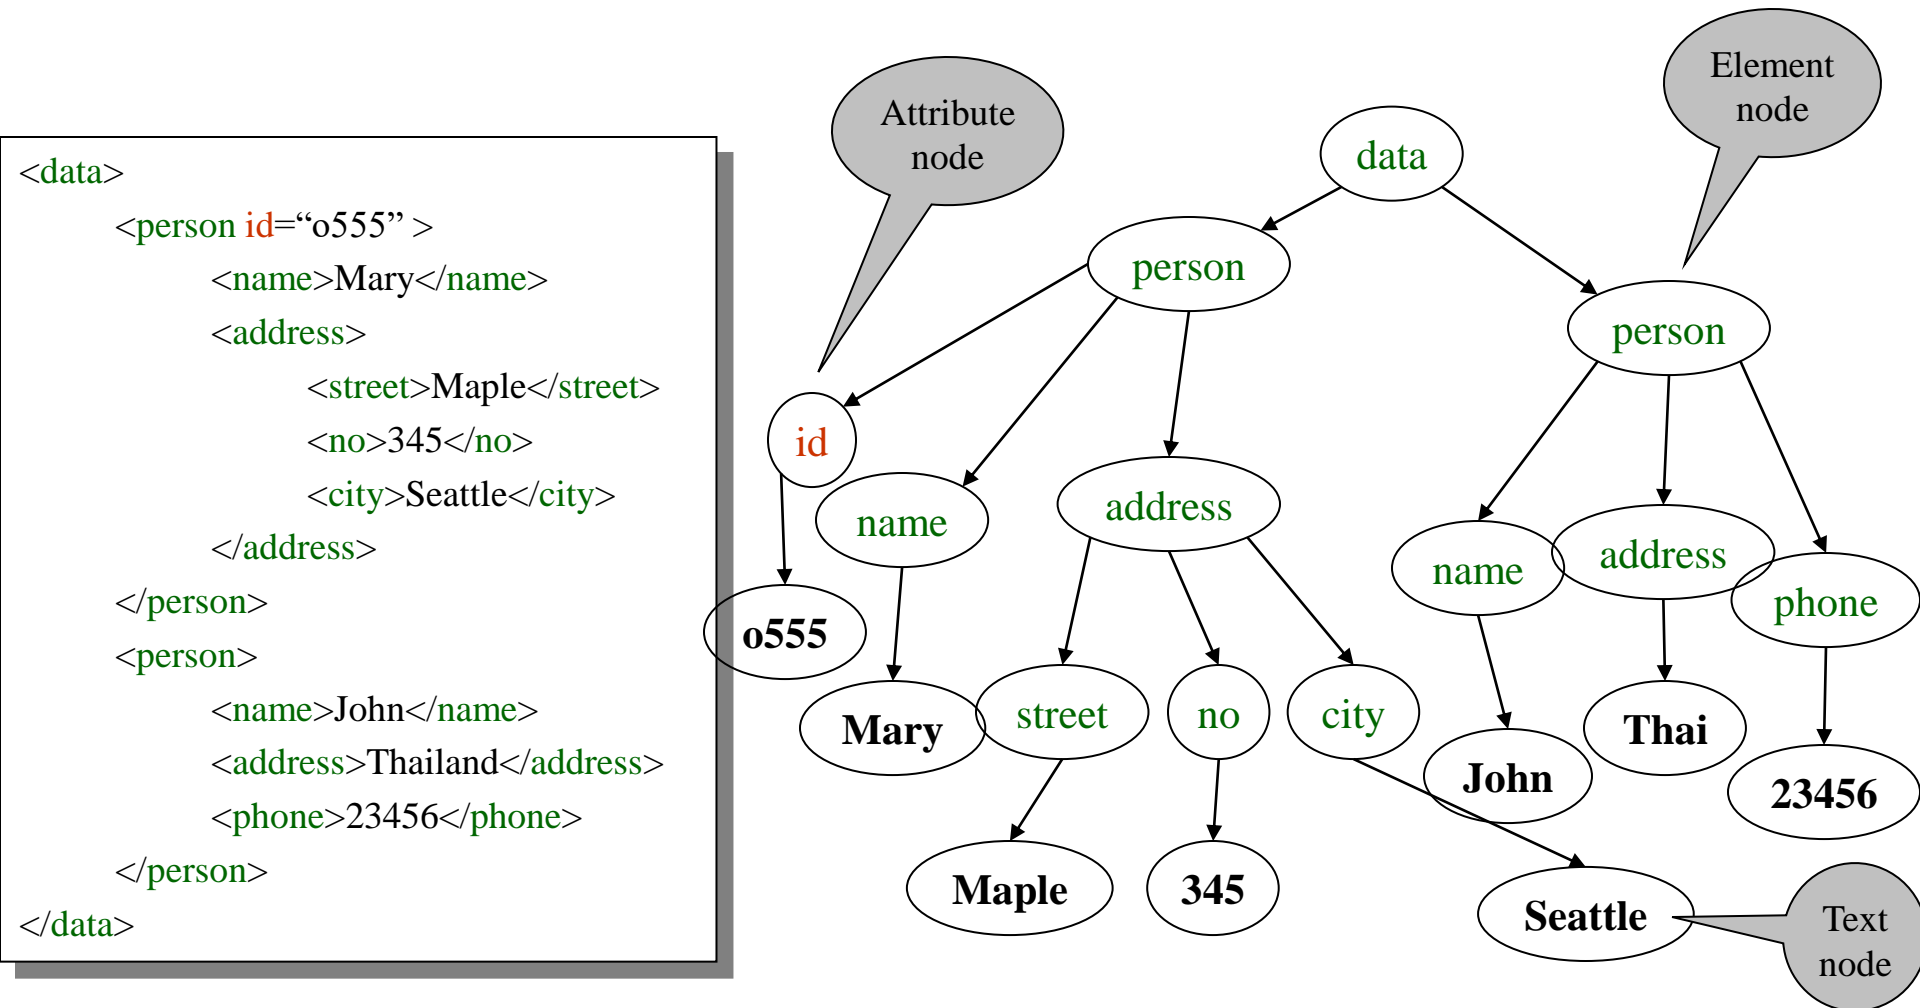 <data>
<person id=“o555” >
<name>Mary</name>
<address>
<street>Maple</street>
<no>345</no>
<city>Seattle</city>
</address>
</person>
<person>
<name>John</name>
<address>Thailand</address>
<phone>23456</phone>
</person>
</data>
Attribute
node
Element
node
data
person
person
id
name
address
name
address
phone
o555
Mary
street
no
city
John
Thai
23456
Maple
345
Seattle
Text
node